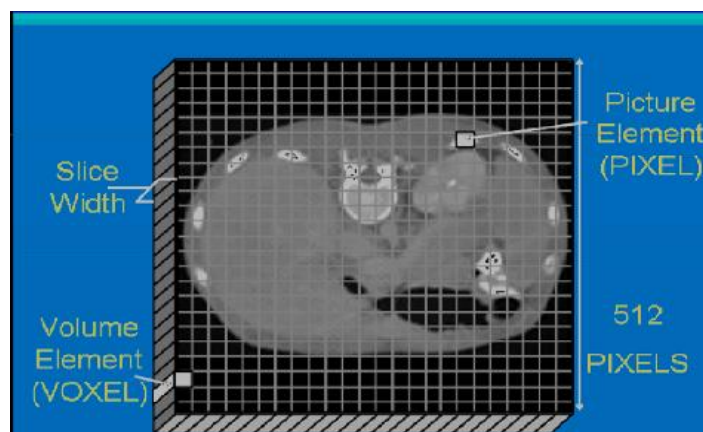 Slice
Width
Volume
Element
(VOXEL)
Picture
Element
(PIXEL)
512
PIXELS